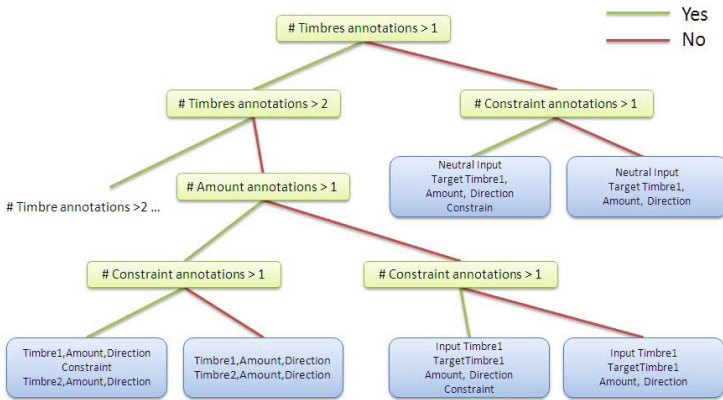 # Timbres annotations > 1
Yes
No
# Timbres annotations > 2
# Constraint annotations > 1
Neutral Input
Target Timbre1,
Amount, Direction
Constrain
Neutral Input
Target Timbre1,
Amount, Direction
# Timbre annotations >2 ...
# Amount annotations > 1
# Constraint annotations > 1
# Constraint annotations > 1
Timbre1,Amount,Direction
Constraint
Timbre2,Amount,Direction
Timbre1,Amount,Direction
Timbre2,Amount,Direction
Input Timbre1
TargetTimbre1
Amount, Direction
Constraint
Input Timbre1
TargetTimbre1
Amount, Direction